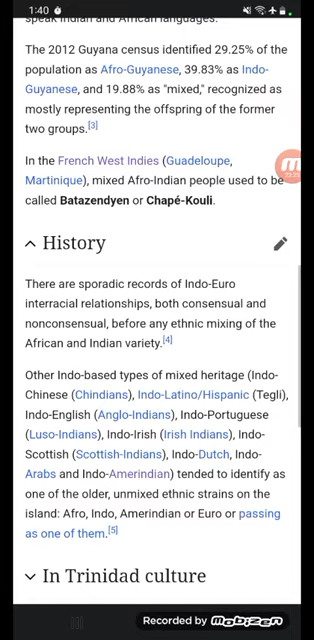 1:40
speak Indian and African languages.
The 2012 Guyana census identified 29.25% of the
population as Afro-Guyanese, 39.83% as Indo-
Guyanese, and 19.88% as "mixed," recognized as
mostly representing the offspring of the former
two groups.[3]
In the French West Indies (Guadeloupe,
Martinique), mixed Afro-Indian people used to be
called Batazendyen or Chapé-Kouli.
History
There are sporadic records of Indo-Euro
interracial relationships, both consensual and
nonconsensual, before any ethnic mixing of the
African and Indian variety.[4]
Other Indo-based types of mixed heritage (Indo-
Chinese (Chindians), Indo-Latino/Hispanic (Tegli),
Indo-English (Anglo-Indians), Indo-Portuguese
(Luso-Indians), Indo-Irish (Irish Indians), Indo-
Scottish (Scottish-Indians), Indo-Dutch, Indo-
Arabs and Indo-Amerindian) tended to identify as
one of the older, unmixed ethnic strains on the
island: Afro, Indo, Amerindian or Euro or passing
as one of them.[5]
In Trinidad culture
Recorded by Mobizen